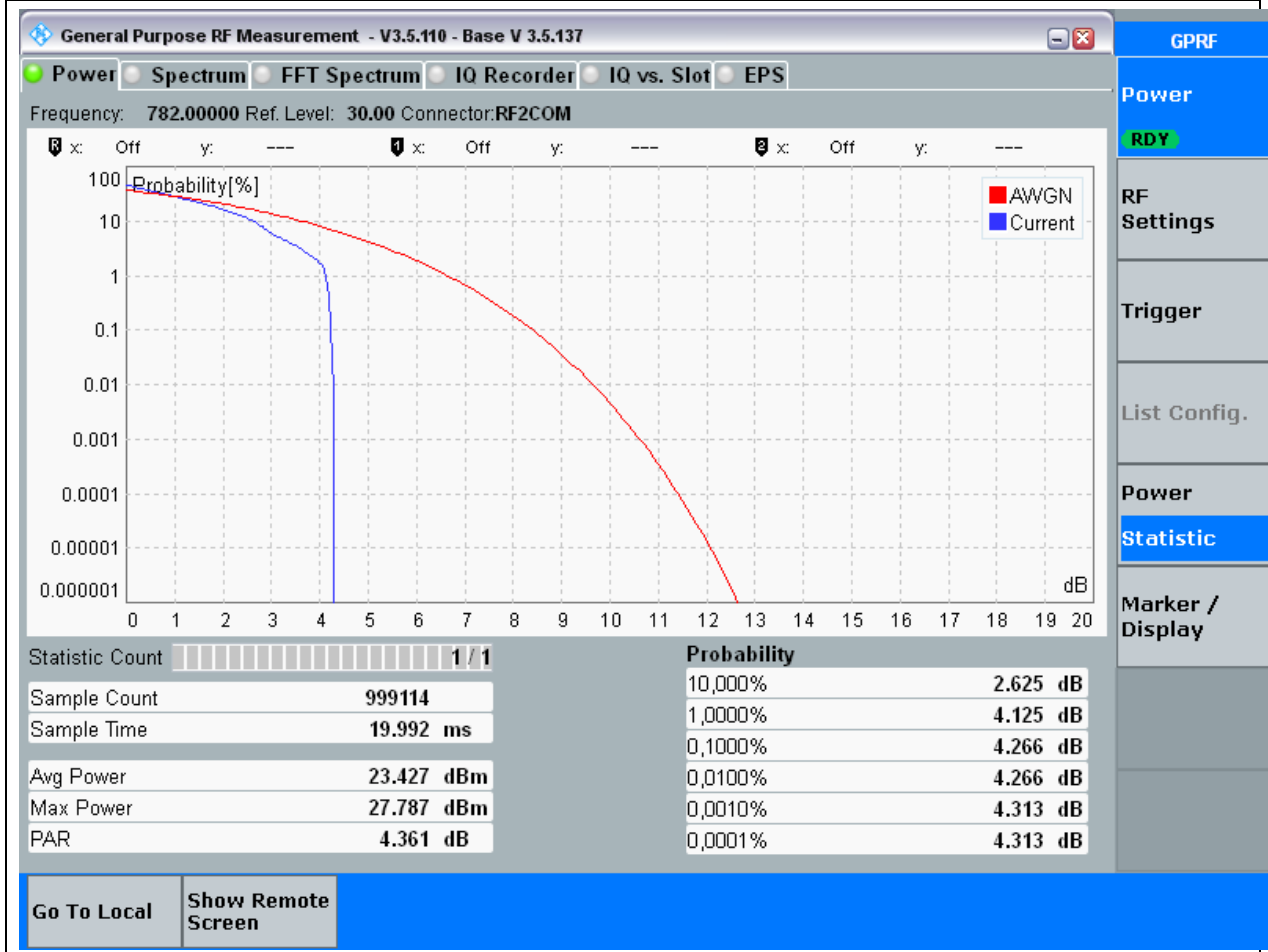 General Purpose RF Measurement - V3.5.110 - Base V 3.5.137
GPRF
Power Spectrum FFT Spectrum IQ Recorder IQ vs. Slot EPS
Frequency: 782.00000 Ref. Level: 30.00 Connector:RF2COM
R x: Off y: --- 1 x: Off y: --- 2 x: Off y: ---
Probability[%]
100
10
1
0.1
0.01
0.001
0.0001
0.00001
0.000001
AWGN
Current
dB
0 1 2 3 4 5 6 7 8 9 10 11 12 13 14 15 16 17 18 19 20
Statistic Count 1 / 1
Sample Count 999114
Sample Time 19.992 ms
Avg Power 23.427 dBm
Max Power 27.787 dBm
PAR 4.361 dB
Probability
10,000% 2.625 dB
1,0000% 4.125 dB
0,1000% 4.266 dB
0,0100% 4.266 dB
0,0010% 4.313 dB
0,0001% 4.313 dB
Power
RDY
RF
Settings
Trigger
List Config.
Power
Statistic
Marker /
Display
Go To Local
Show Remote
Screen